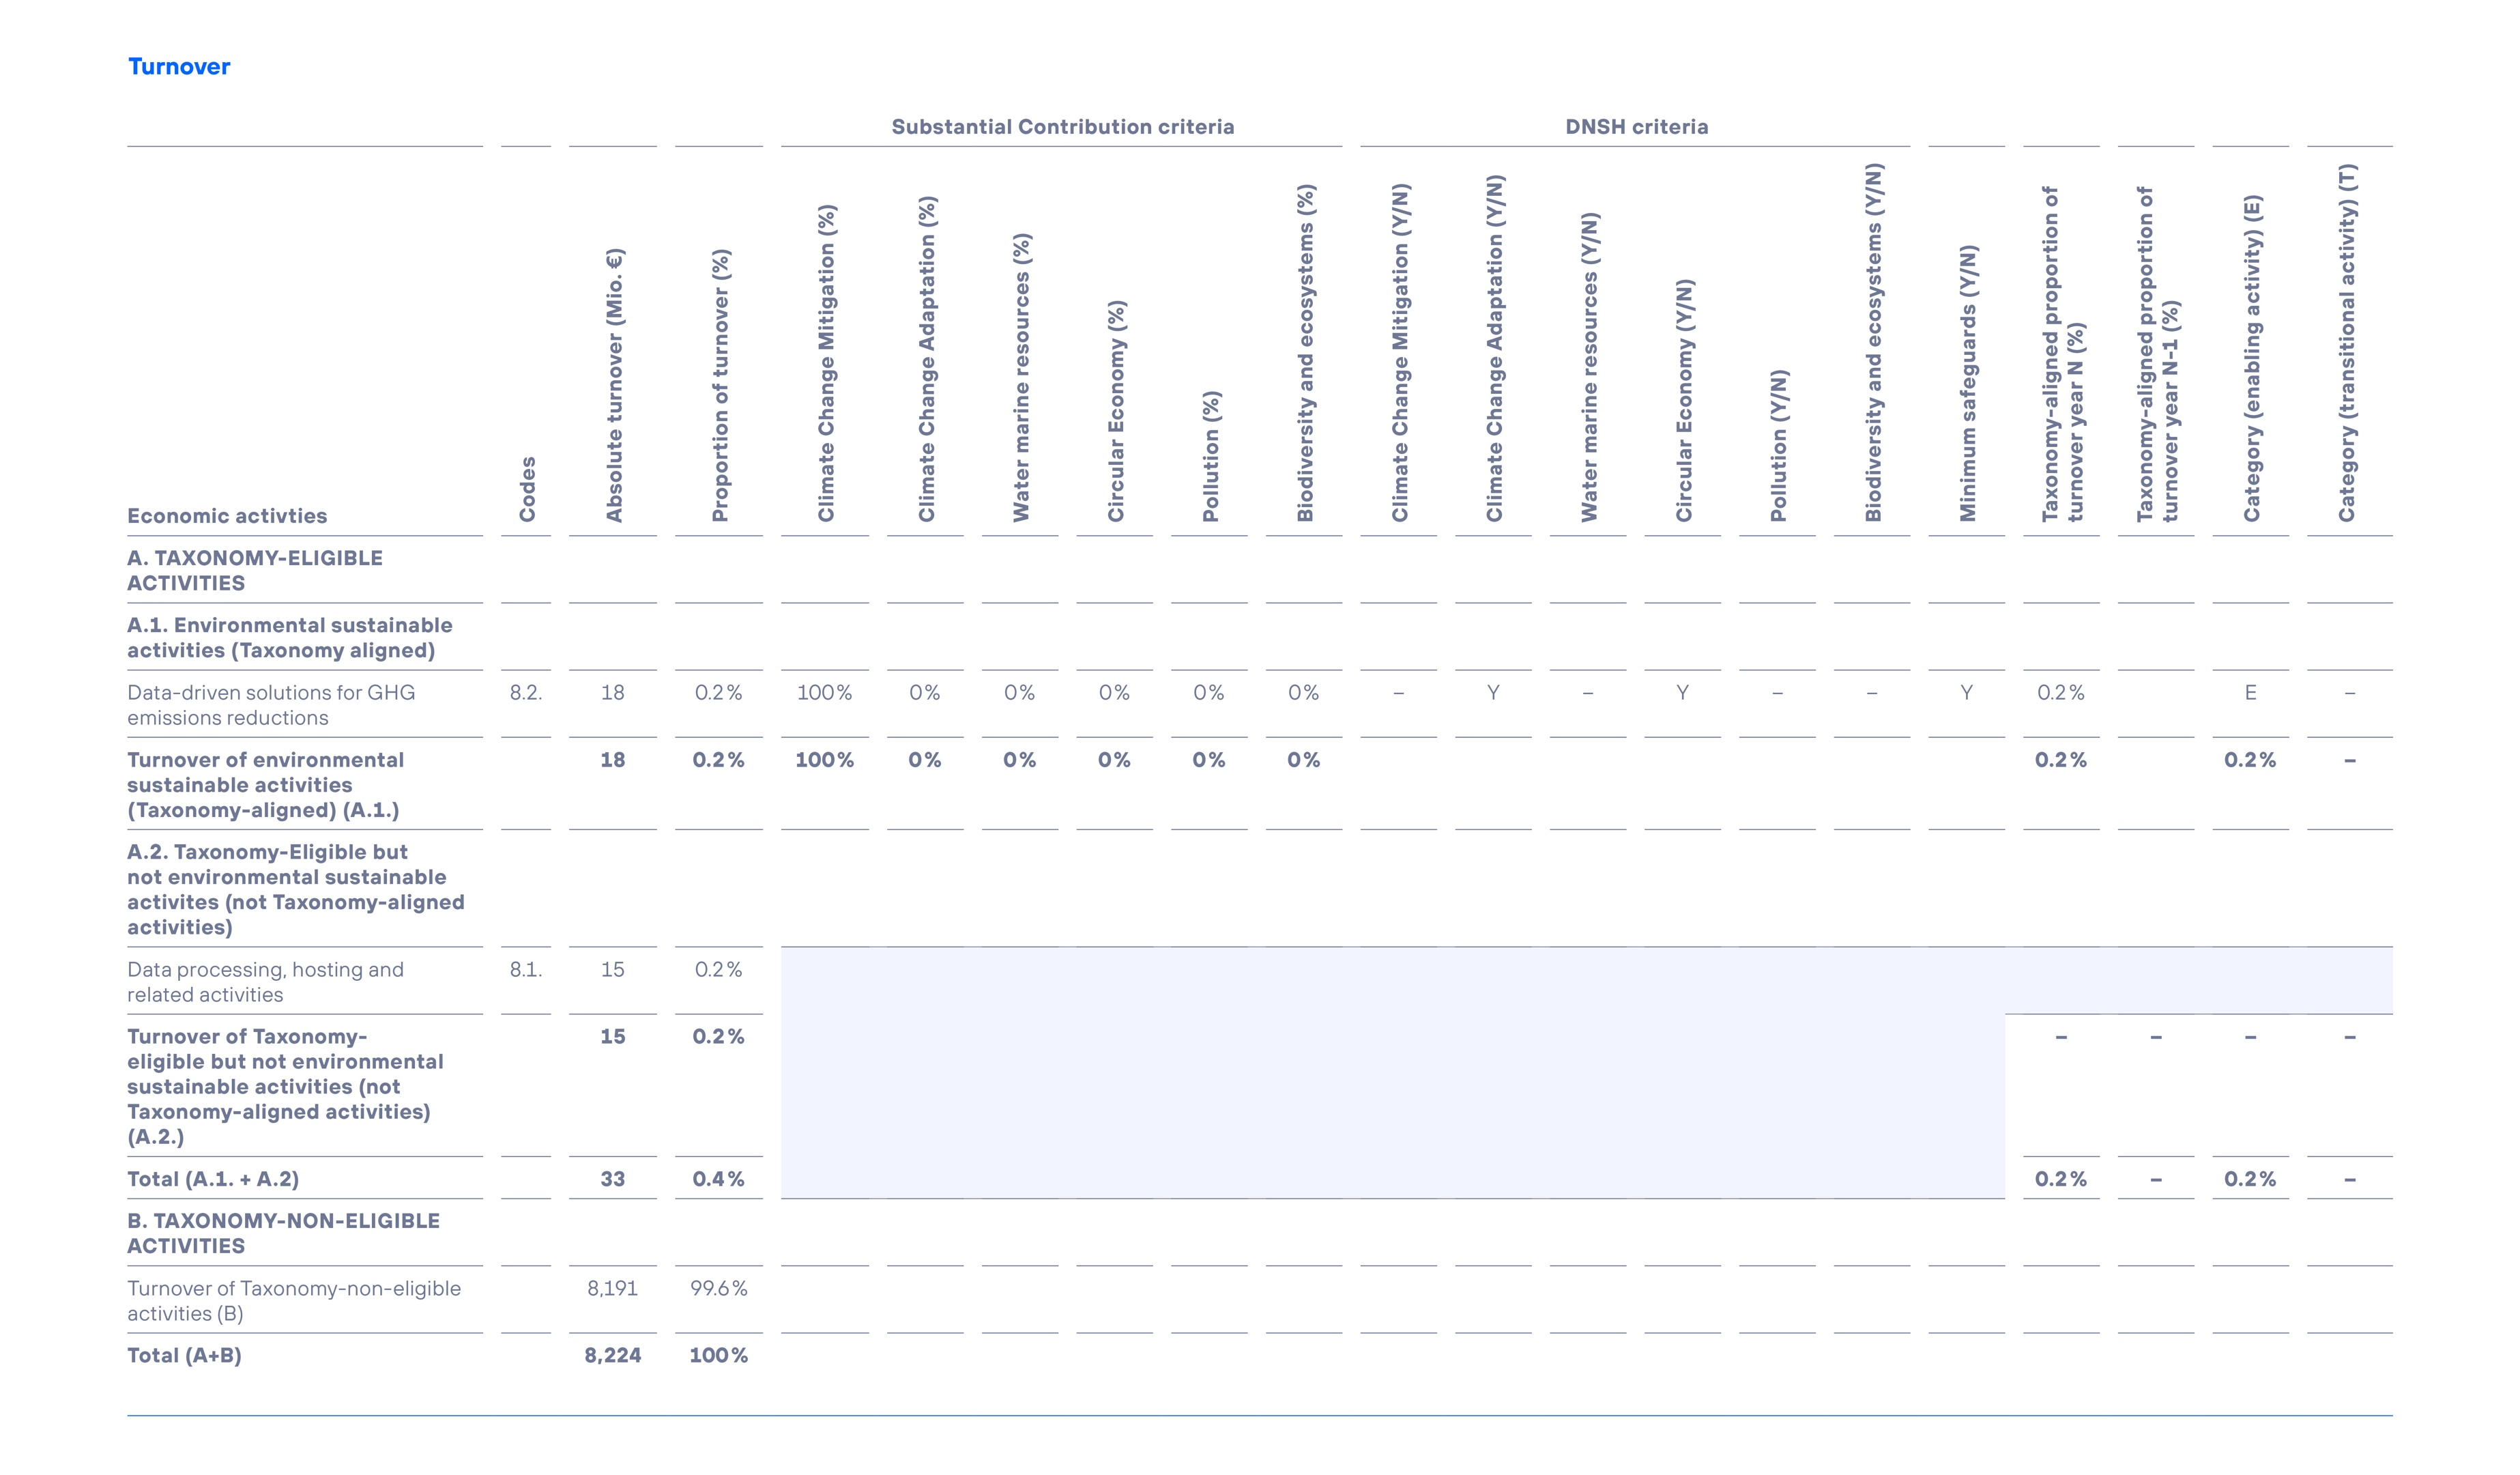 Turnover
Substantial Contribution criteria
DNSH criteria
Economic activties
Codes
Absolute turnover (Mio. €)
Proportion of turnover (%)
Climate Change Mitigation (%)
Climate Change Adaptation (%)
Water marine resources (%)
Circular Economy (%)
Pollution (%)
Biodiversity and ecosystems (%)
Climate Change Mitigation (Y/N)
Climate Change Adaptation (Y/N)
Water marine resources (Y/N)
Circular Economy (Y/N)
Pollution (Y/N)
Biodiversity and ecosystems (Y/N)
Minimum safeguards (Y/N)
Taxonomy-aligned proportion of
turnover year N (%)
Taxonomy-aligned proportion of
turnover year N-1 (%)
Category (enabling activity) (E)
Category (transitional activity) (T)
A. TAXONOMY-ELIGIBLE
ACTIVITIES
A.1. Environmental sustainable
activities (Taxonomy aligned)
Data-driven solutions for GHG 8.2. 18 0.2% 100% 0% 0% 0% 0% 0% – Y – Y – – Y 0.2% E –
emissions reductions
Turnover of environmental 18 0.2% 100% 0% 0% 0% 0% 0% 0.2% 0.2% –
sustainable activities
(Taxonomy-aligned) (A.1.)
A.2. Taxonomy-Eligible but
not environmental sustainable
activites (not Taxonomy-aligned
activities)
Data processing, hosting and 8.1. 15 0.2%
related activities
Turnover of Taxonomy- 15 0.2% – – – –
eligible but not environmental
sustainable activities (not
Taxonomy-aligned activities)
(A.2.)
Total (A.1. + A.2) 33 0.4% 0.2% – 0.2% –
B. TAXONOMY-NON-ELIGIBLE
ACTIVITIES
Turnover of Taxonomy-non-eligible 8,191 99.6%
activities (B)
Total (A+B) 8,224 100%